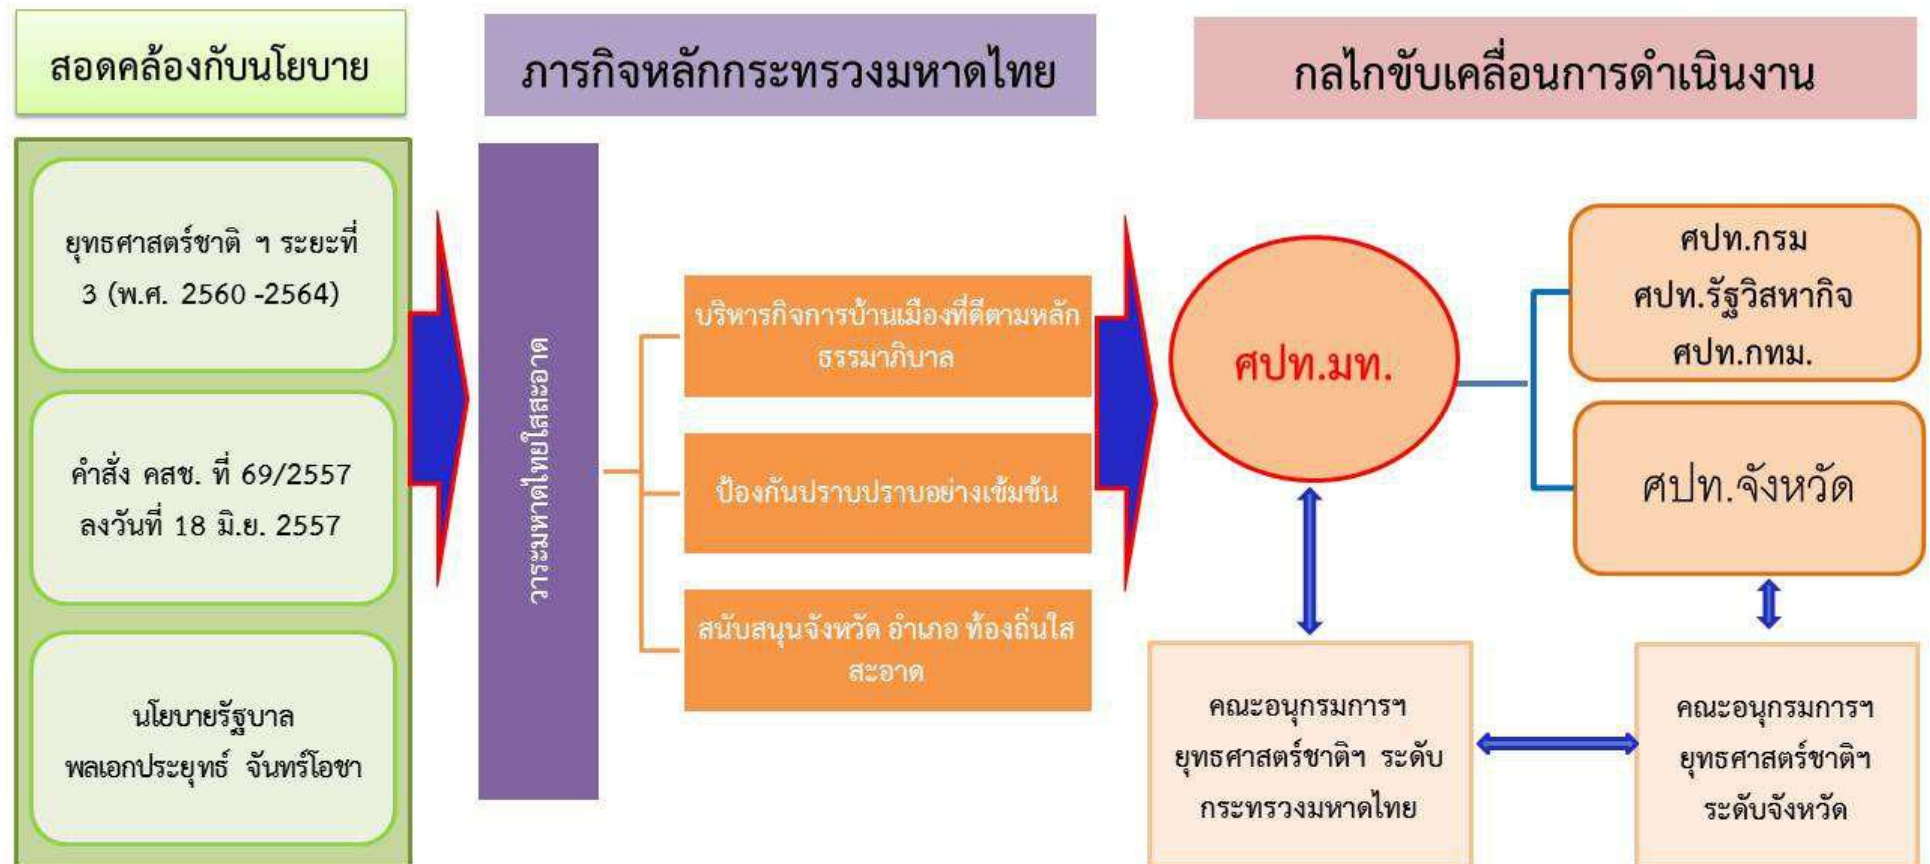 สอดคล้องกับนโยบาย
ยุทธศาสตร์ชาติ ฯ ระยะที่
3 (พ.ศ. 2560 -2564)
คำสั่ง คสช. ที่ 69/2557
ลงวันที่ 18 มิ.ย. 2557
นโยบายรัฐบาล
พลเอกประยุทธ์ จันทร์โอชา
ภารกิจหลักกระทรวงมหาดไทย
วาระมหาดไทยใสสะอาด
บริหารกิจการบ้านเมืองที่ดีตามหลัก
ธรรมาภิบาล
ป้องกันปราบปราบอย่างเข้มข้น
สนับสนุนจังหวัด อำเภอ ท้องถิ่นใส
สะอาด
กลไกขับเคลื่อนการดำเนินงาน
ศปท.มท.
ศปท.กรม
ศปท.รัฐวิสหากิจ
ศปท.กทม.
ศปท.จังหวัด
คณะอนุกรมการฯ
ยุทธศาสตร์ชาติฯ ระดับ
กระทรวงมหาดไทย
คณะอนุกรมการฯ
ยุทธศาสตร์ชาติฯ
ระดับจังหวัด